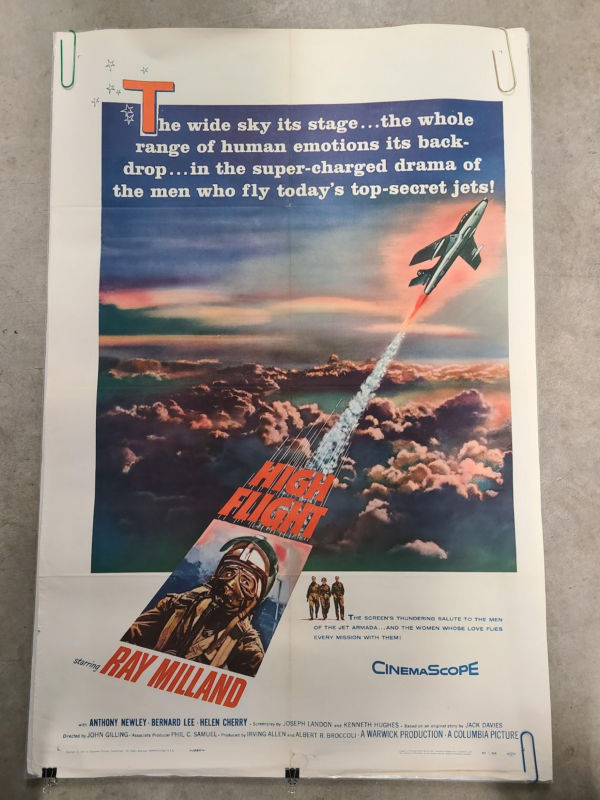 The wide sky its stage...the whole
range of human emotions its back-
drop...in the super-charged drama of
the men who fly today's top-secret jets!
HIGH
FLIGHT
THE SCREEN'S THUNDERING SALUTE TO THE MEN
OF THE JET ARMADA...AND THE WOMEN WHOSE LOVE FLIES
EVERY MISSION WITH THEM!
starring RAY MILLAND
CINEMASCOPE
with ANTHONY NEWLEY · BERNARD LEE · HELEN CHERRY · Screenplay by JOSEPH LANDON and KENNETH HUGHES · Based on an original story by JACK DAVIES
Directed by JOHN GILLING · Associate Producer PHIL C. SAMUEL · Produced by IRVING ALLEN and ALBERT R. BROCCOLI · A WARWICK PRODUCTION · A COLUMBIA PICTURE